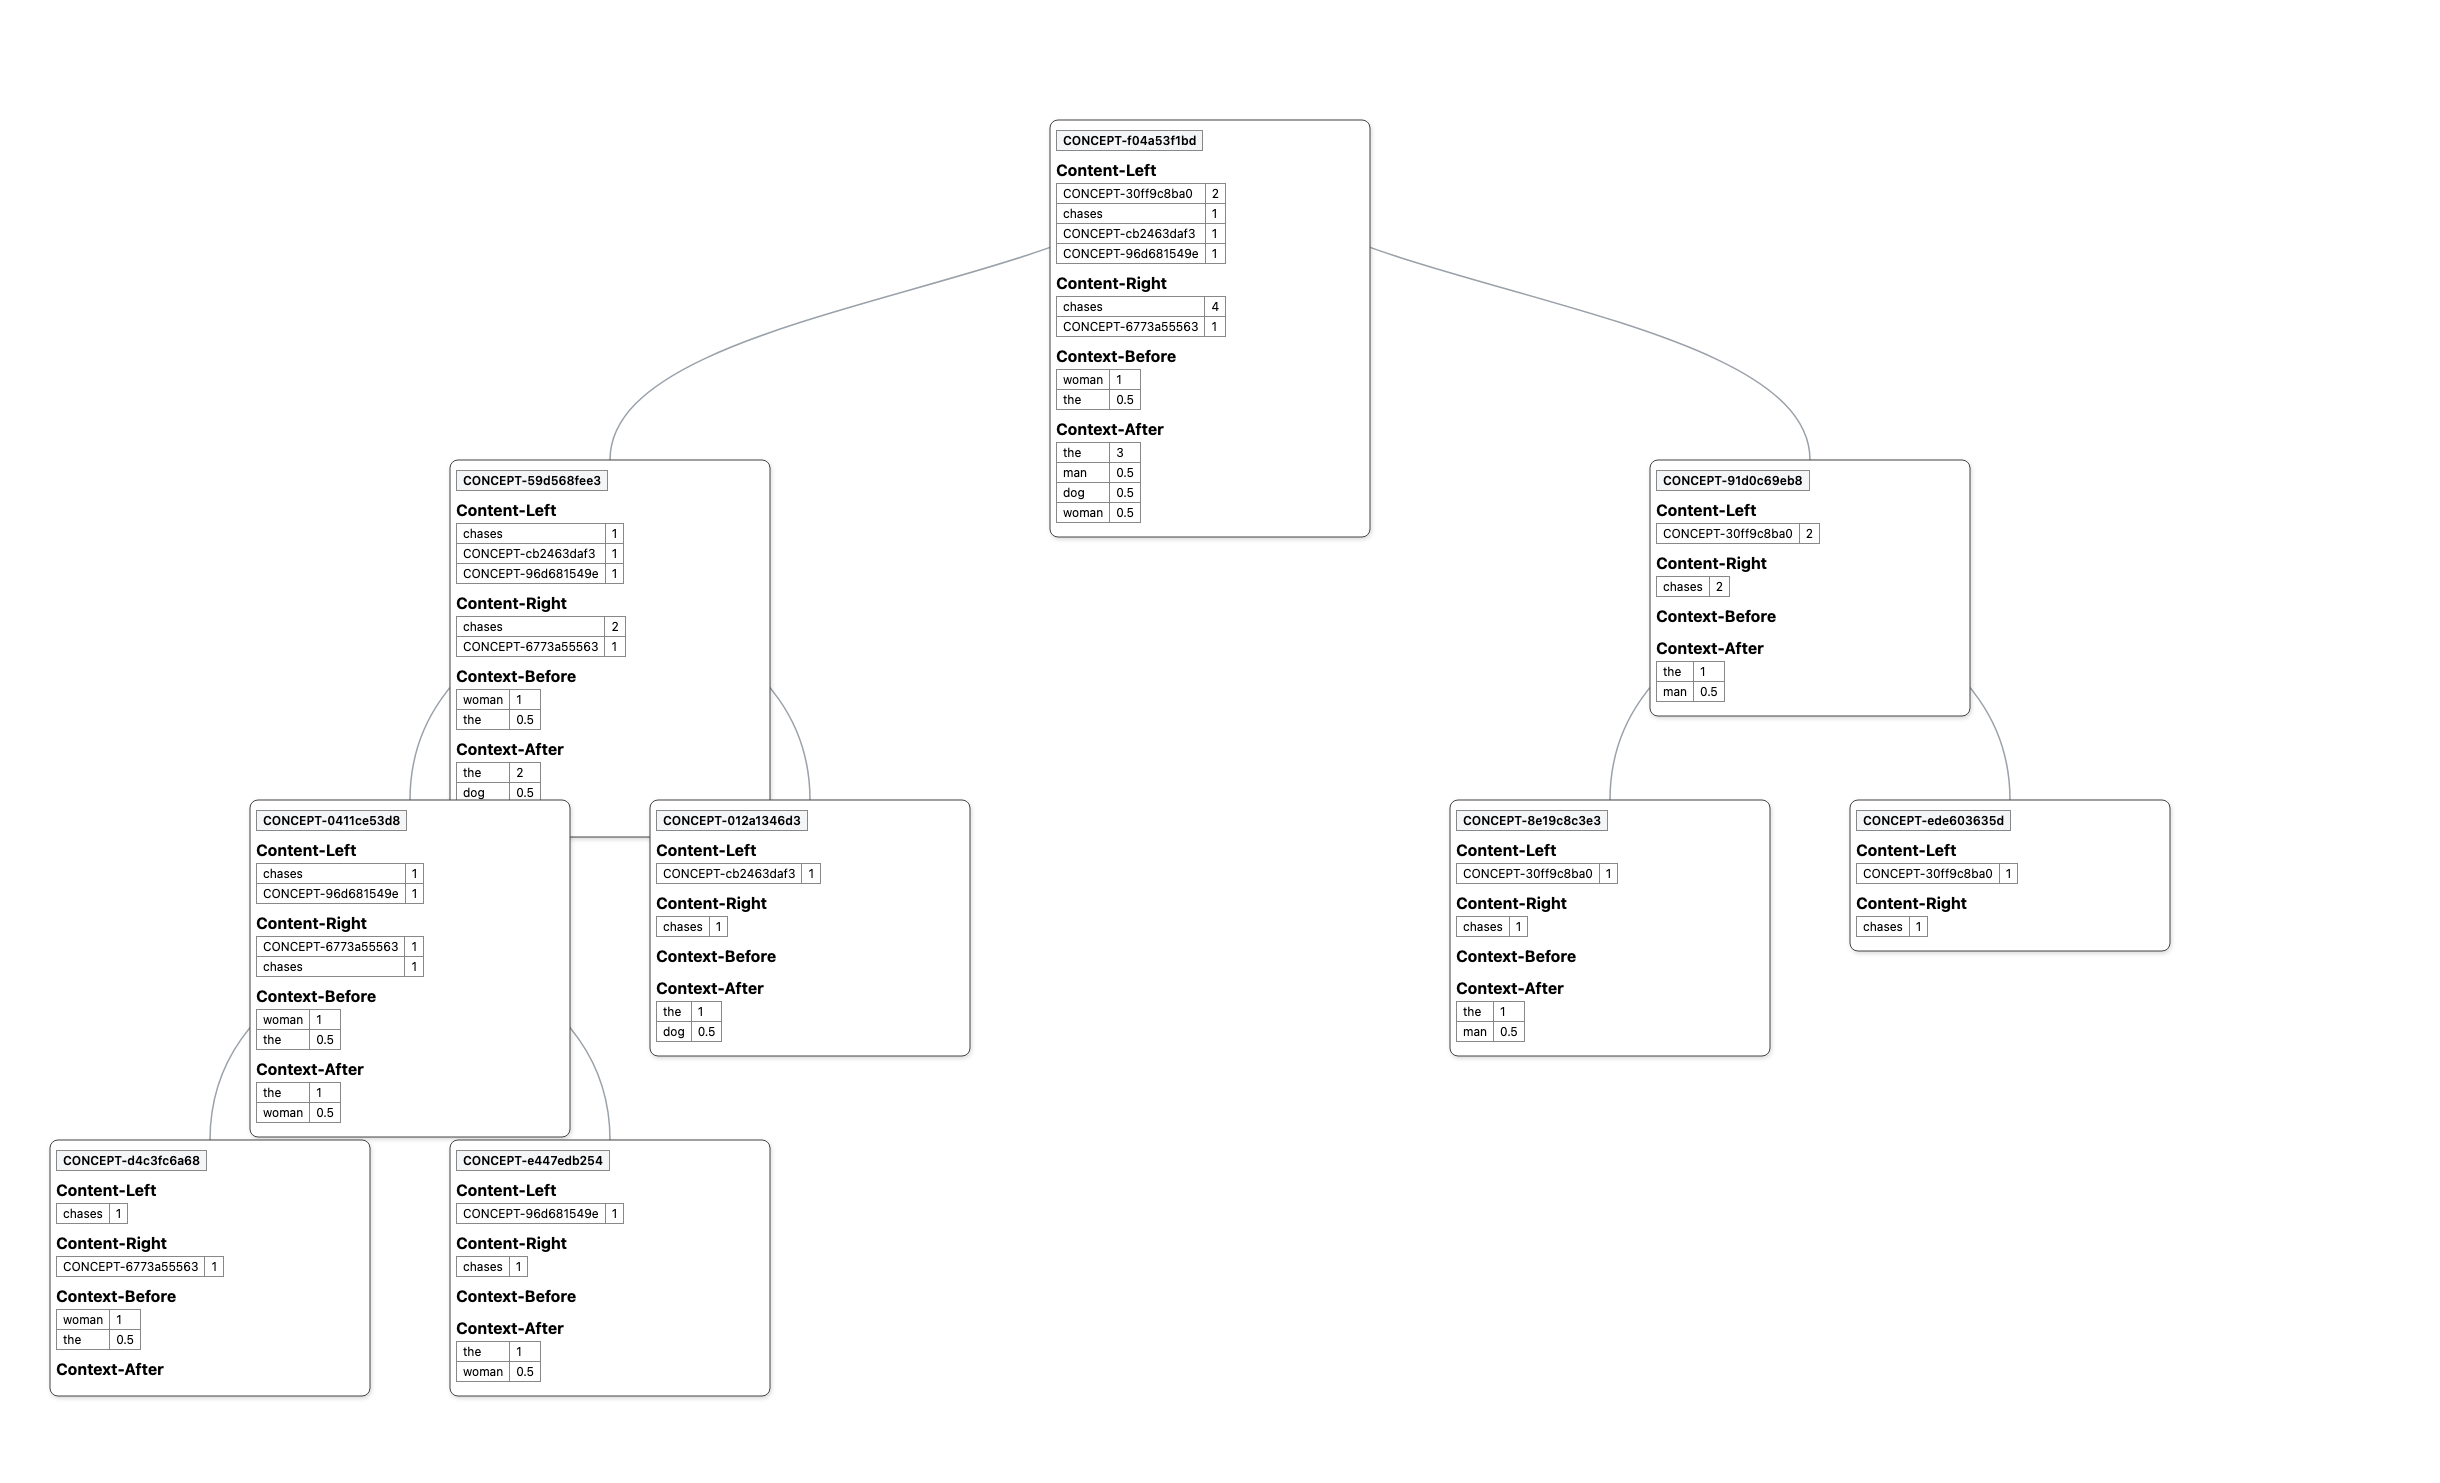 CONCEPT-f04a53f1bd
Content-Left
CONCEPT-30ff9c8ba0 2
chases 1
CONCEPT-cb2463daf3 1
CONCEPT-96d681549e 1
Content-Right
chases 4
CONCEPT-6773a55563 1
Context-Before
woman 1
the 0.5
Context-After
the 3
man 0.5
dog 0.5
woman 0.5
CONCEPT-59d568fee3
Content-Left
chases 1
CONCEPT-cb2463daf3 1
CONCEPT-96d681549e 1
Content-Right
chases 2
CONCEPT-6773a55563 1
Context-Before
woman 1
the 0.5
Context-After
the 2
dog 0.5
CONCEPT-91d0c69eb8
Content-Left
CONCEPT-30ff9c8ba0 2
Content-Right
chases 2
Context-Before
Context-After
the 1
man 0.5
CONCEPT-0411ce53d8
Content-Left
chases 1
CONCEPT-96d681549e 1
Content-Right
CONCEPT-6773a55563 1
chases 1
Context-Before
woman 1
the 0.5
Context-After
the 1
woman 0.5
CONCEPT-012a1346d3
Content-Left
CONCEPT-cb2463daf3 1
Content-Right
chases 1
Context-Before
Context-After
the 1
dog 0.5
CONCEPT-8e19c8c3e3
Content-Left
CONCEPT-30ff9c8ba0 1
Content-Right
chases 1
Context-Before
Context-After
the 1
man 0.5
CONCEPT-ede603635d
Content-Left
CONCEPT-30ff9c8ba0 1
Content-Right
chases 1
CONCEPT-d4c3fc6a68
Content-Left
chases 1
Content-Right
CONCEPT-6773a55563 1
Context-Before
woman 1
the 0.5
Context-After
CONCEPT-e447edb254
Content-Left
CONCEPT-96d681549e 1
Content-Right
chases 1
Context-Before
Context-After
the 1
woman 0.5